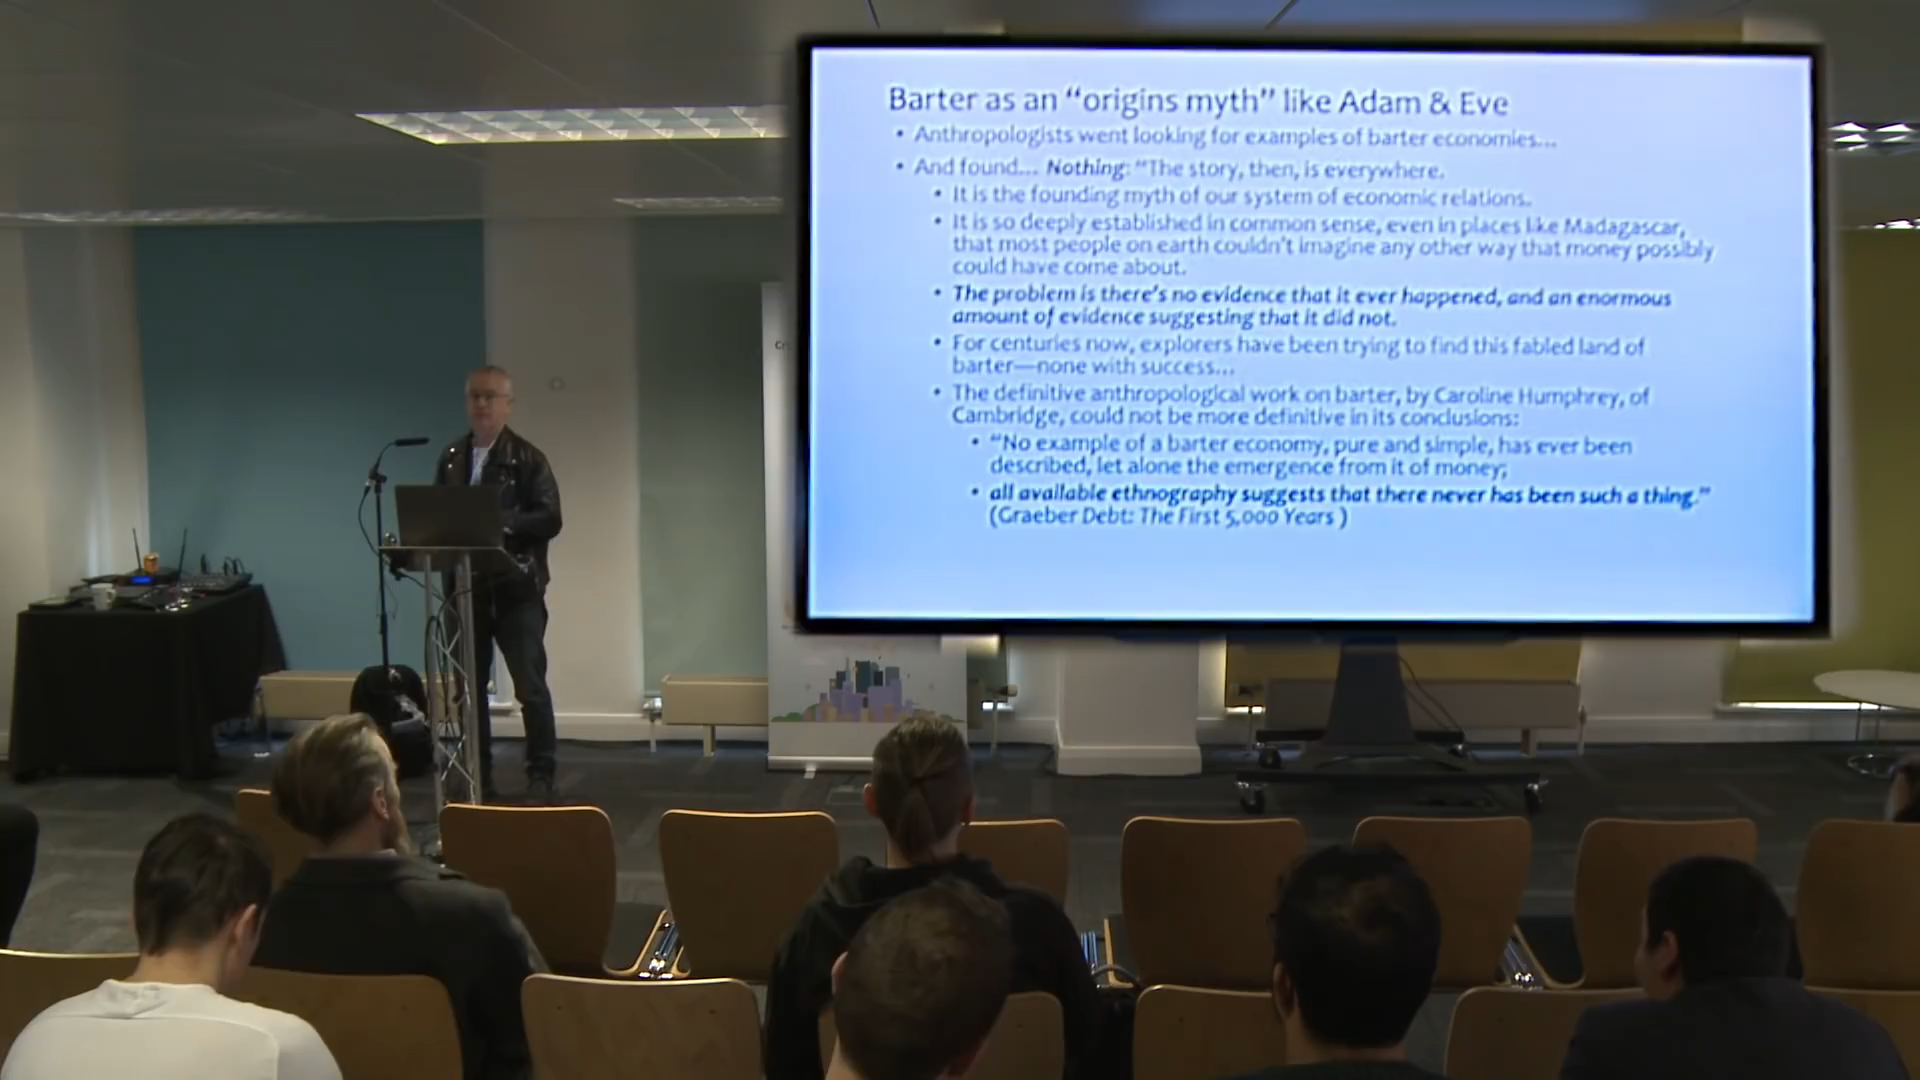 Barter as an “origins myth” like Adam & Eve
• Anthropologists went looking for examples of barter economies...
• And found... Nothing: “The story, then, is everywhere.
• It is the founding myth of our system of economic relations.
• It is so deeply established in common sense, even in places like Madagascar,
that most people on earth couldn't imagine any other way that money possibly
could have come about.
• The problem is there's no evidence that it ever happened, and an enormous
amount of evidence suggesting that it did not.
• For centuries now, explorers have been trying to find this fabled land of
barter—none with success...
• The definitive anthropological work on barter, by Caroline Humphrey, of
Cambridge, could not be more definitive in its conclusions:
• “No example of a barter economy, pure and simple, has ever been
described, let alone the emergence from it of money;
• all available ethnography suggests that there never has been such a thing.”
(Graeber Debt: The First 5,000 Years )